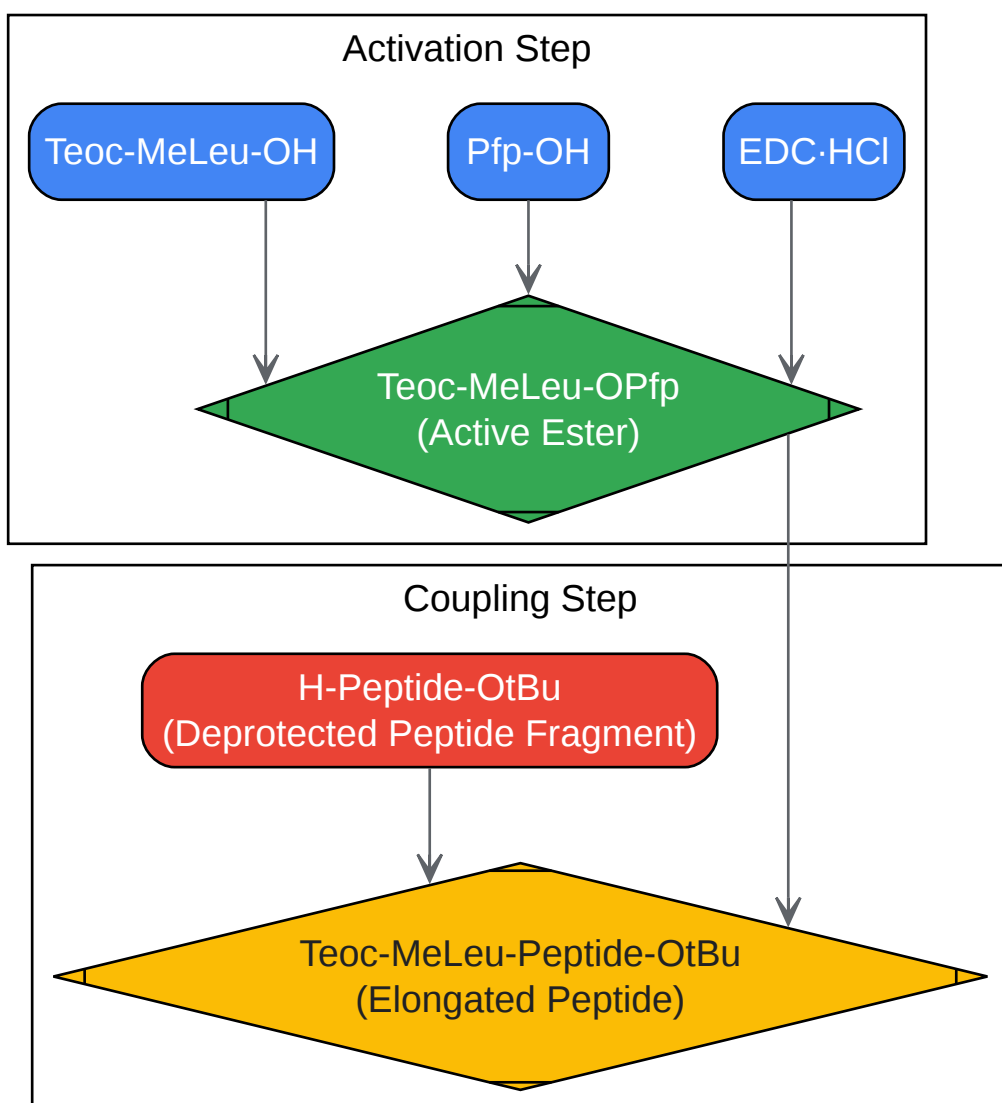 Activation Step
Teoc-MeLeu-OH
Pfp-OH
EDC·HCl
Teoc-MeLeu-OPfp
(Active Ester)
Coupling Step
H-Peptide-OtBu
(Deprotected Peptide Fragment)
Teoc-MeLeu-Peptide-OtBu
(Elongated Peptide)